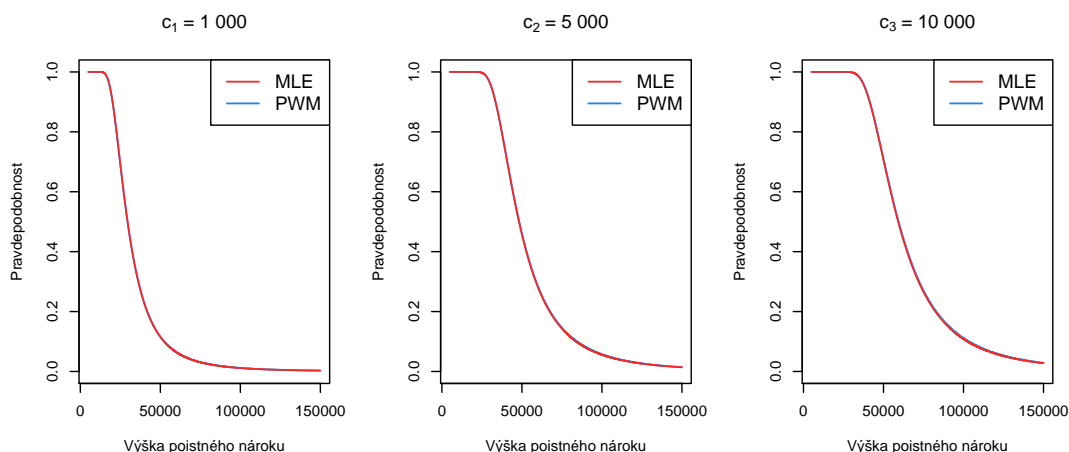 c₁ = 1 000
MLE
PWM
Pravdepodobnost
0.0
0.2
0.4
0.6
0.8
1.0
0 50000 100000 150000
Výška poistného nároku
c₂ = 5 000
MLE
PWM
Pravdepodobnost
0.0
0.2
0.4
0.6
0.8
1.0
0 50000 100000 150000
Výška poistného nároku
c₃ = 10 000
MLE
PWM
Pravdepodobnost
0.0
0.2
0.4
0.6
0.8
1.0
0 50000 100000 150000
Výška poistného nároku